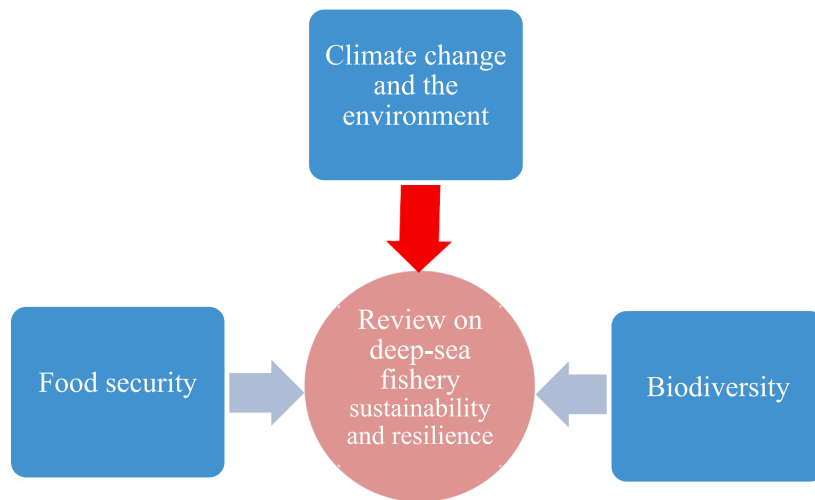 Climate change
and the
environment
Review on
deep-sea
fishery
sustainability
and resilience
Food security
Biodiversity